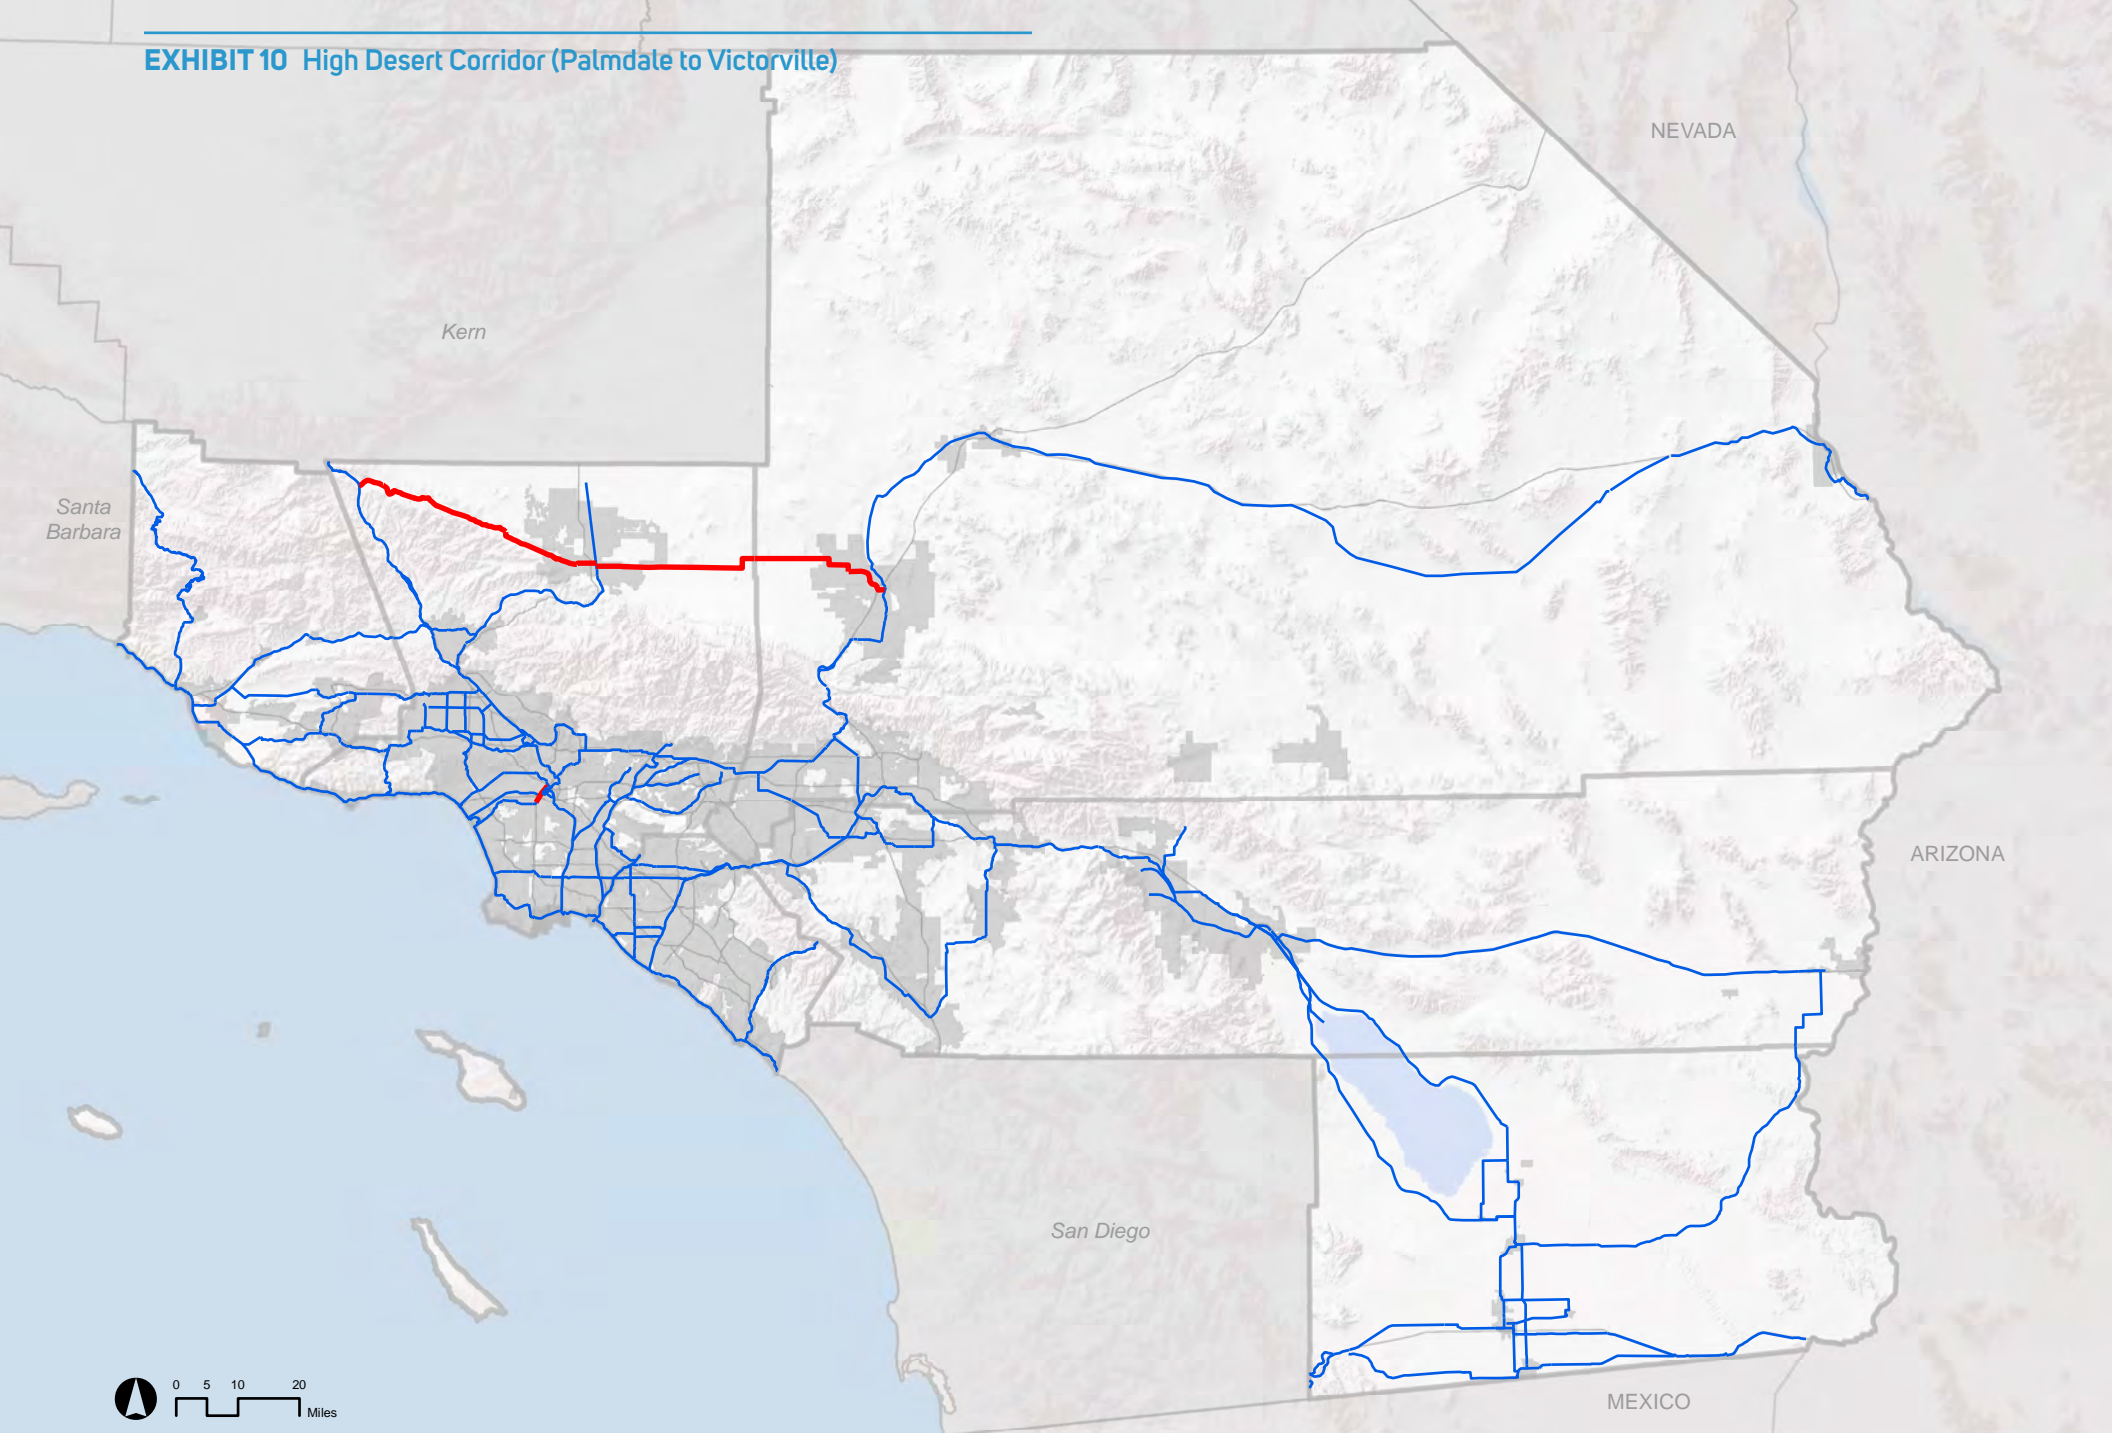 EXHIBIT 10 High Desert Corridor (Palmdale to Victorville)
NEVADA
Kern
Santa
Barbara
ARIZONA
San Diego
MEXICO
0 5 10 20
Miles